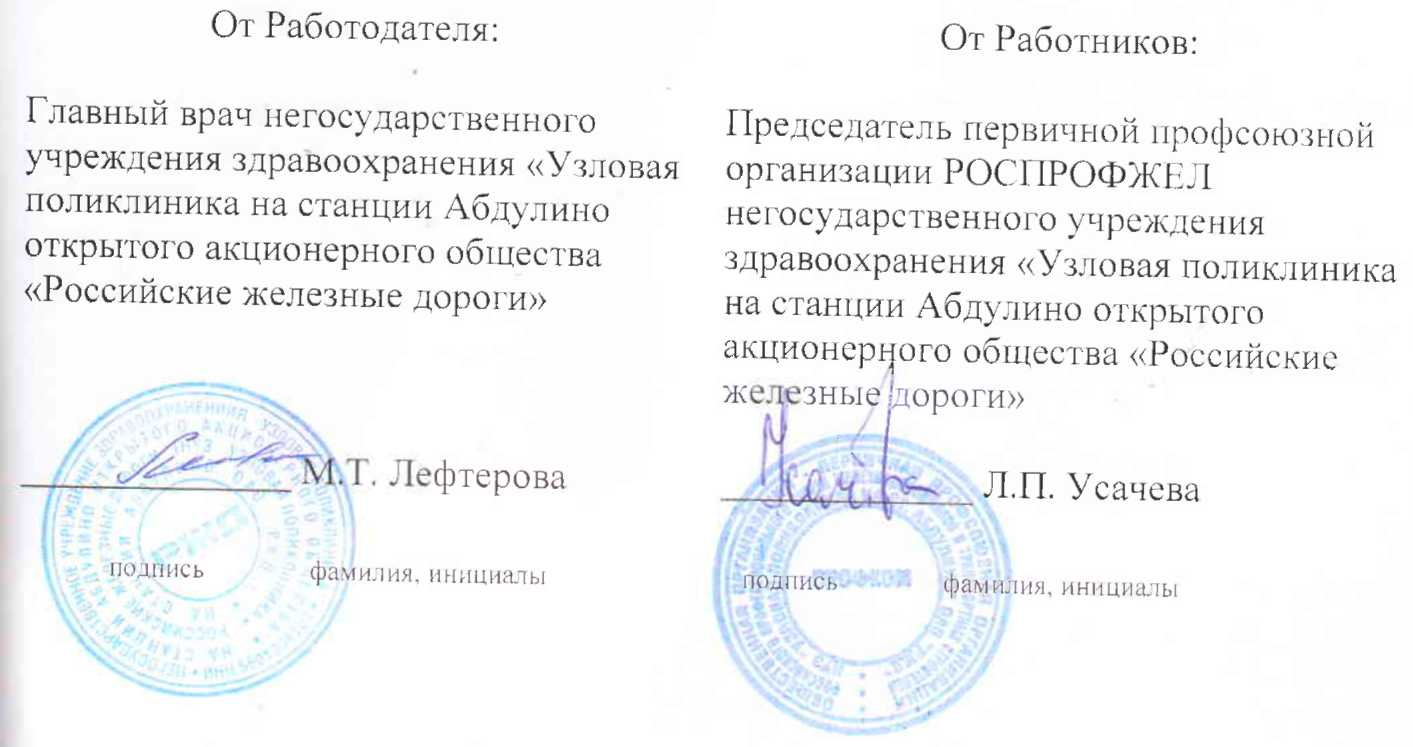 От Работодателя:
Главный врач негосударственного
учреждения здравоохранения «Узловая
поликлиника на станции Абдулино
открытого акционерного общества
«Российские железные дороги»
М.Т. Лефтерова
подпись
фамилия, инициалы
От Работников:
Председатель первичной профсоюзной
организации РОСПРОФЖЕЛ
негосударственного учреждения
здравоохранения «Узловая поликлиника
на станции Абдулино открытого
акционерного общества «Российские
железные дороги»
Л.П. Усачева
подпись
фамилия, инициалы
ПРОФКОМ